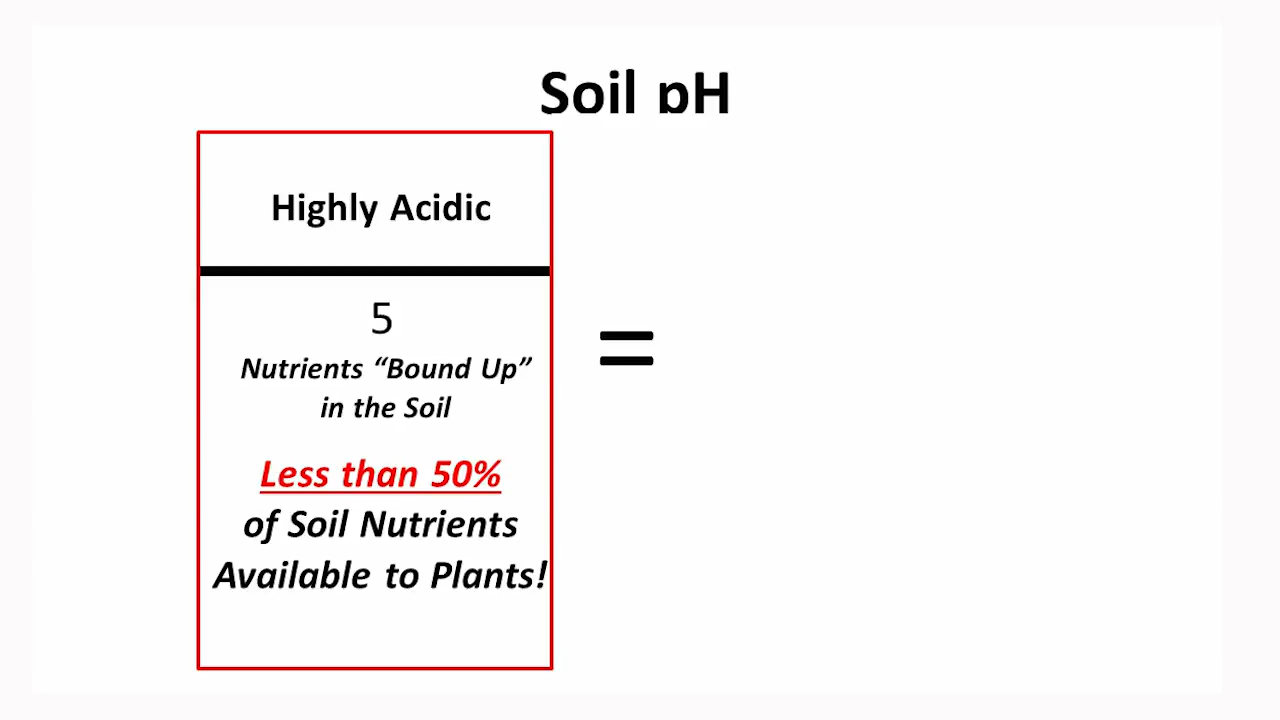 Soil pH
Highly Acidic
5
Nutrients “Bound Up”
in the Soil
Less than 50%
of Soil Nutrients
Available to Plants!
=